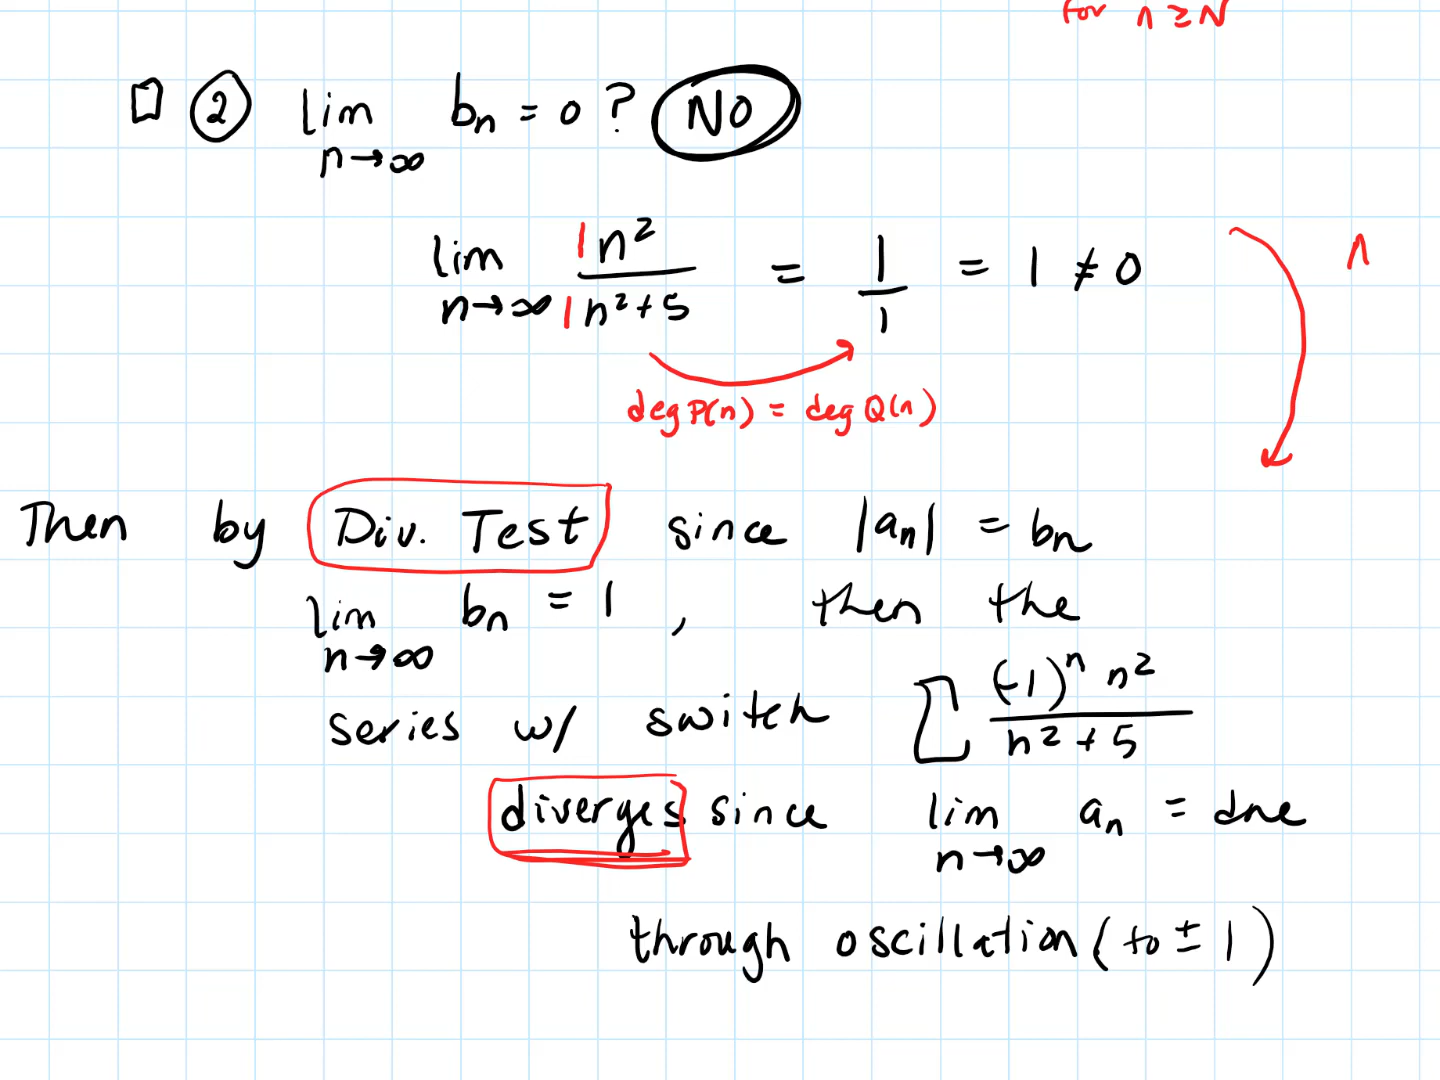 for n ≥ N
□ ② lim n→∞ bn = 0 ? NO
lim n→∞ 1n²/1n²+5 = 1/1 = 1 ≠ 0
deg P(n) = deg Q(n)
Then by Div. Test since |an| = bn
lim n→∞ bn = 1 , then the
series w/ switch Σ (-1)ⁿ n²/n²+5
diverges since lim n→∞ an = dne
through oscillation (to ± 1)